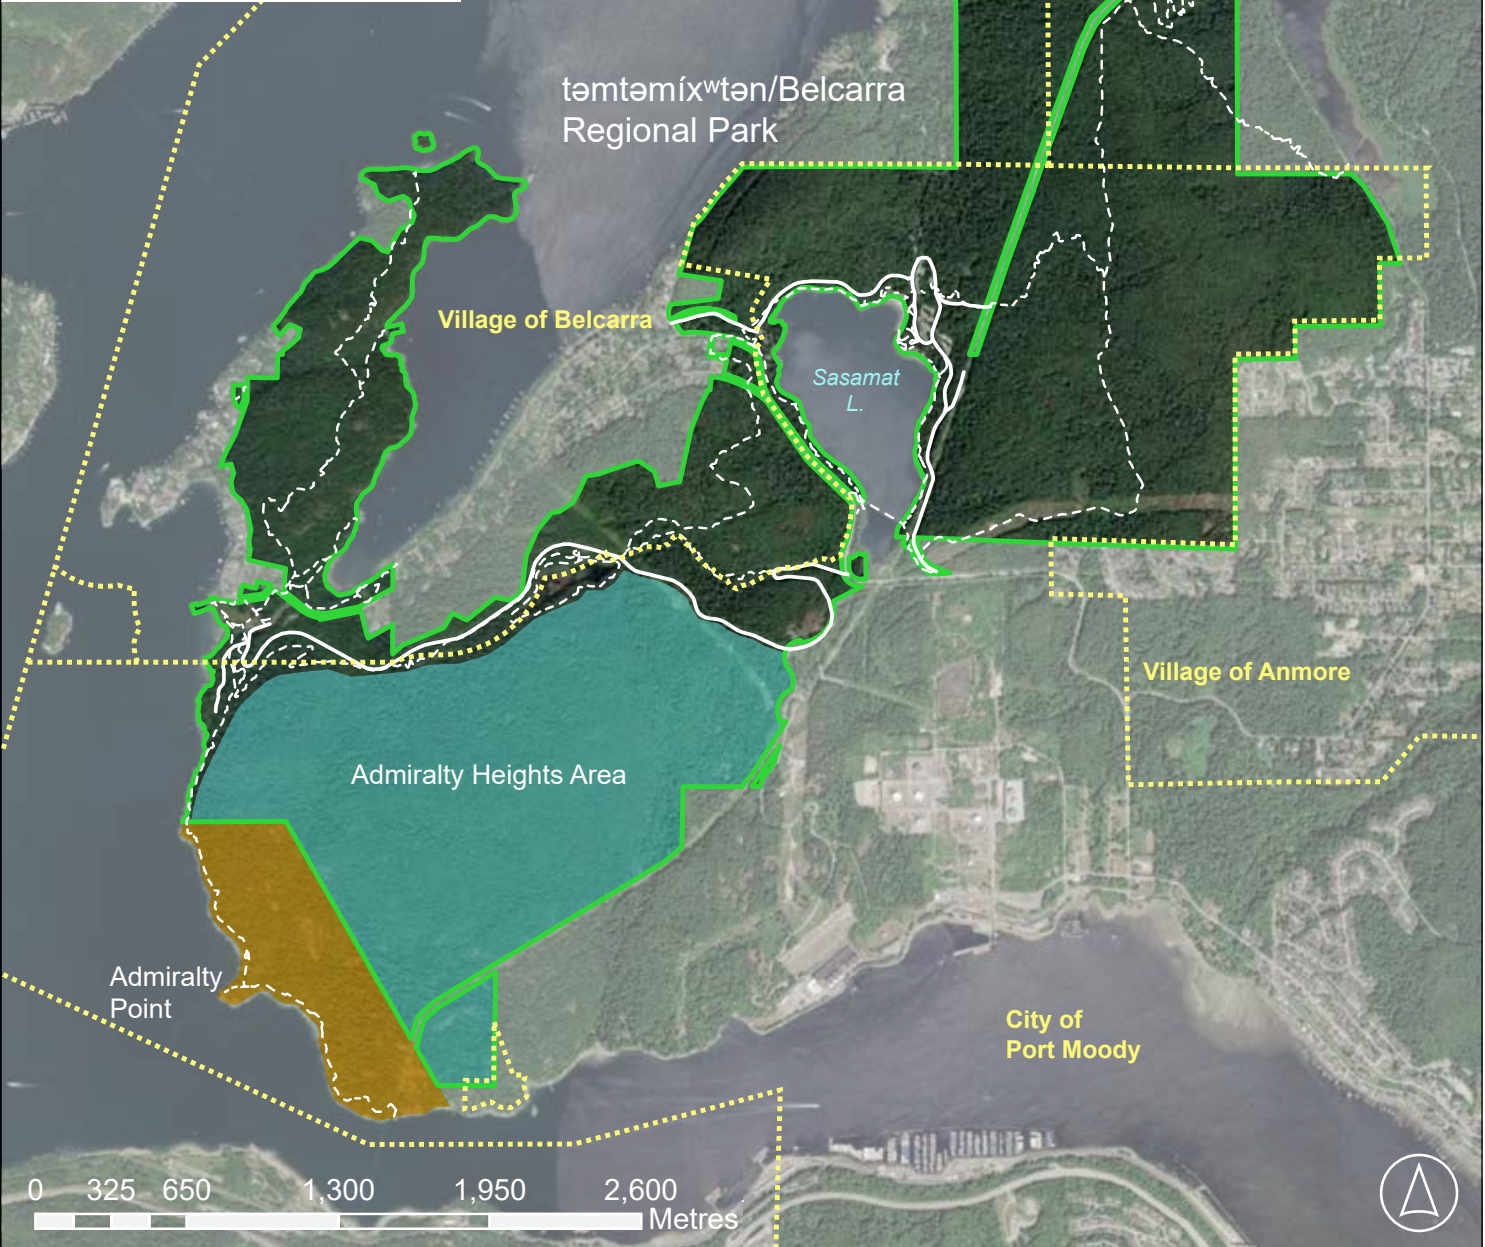 təmtəmíxʷtən/Belcarra
Regional Park
Village of Belcarra
Sasamat
L.
Village of Anmore
Admiralty Heights Area
Admiralty
Point
City of
Port Moody
0 325 650 1,300 1,950 2,600
Metres